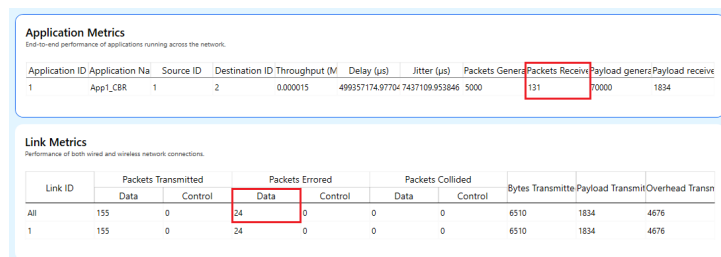 Application Metrics
End-to-end performance of applications running across the network.
Application ID Application Na Source ID Destination ID Throughput (M Delay (µs) Jitter (µs) Packets Genera Packets Receive Payload genera Payload receive
1 App1_CBR 1 2 0.000015 499357174.97704 7437109.953846 5000 131 70000 1834
Link Metrics
Performance of both wired and wireless network connections.
Link ID Packets Transmitted Packets Errored Packets Collided Bytes Transmitte Payload Transmit Overhead Transm
Data Control Data Control Data Control
All 155 0 24 0 0 0 6510 1834 4676
1 155 0 24 0 0 0 6510 1834 4676